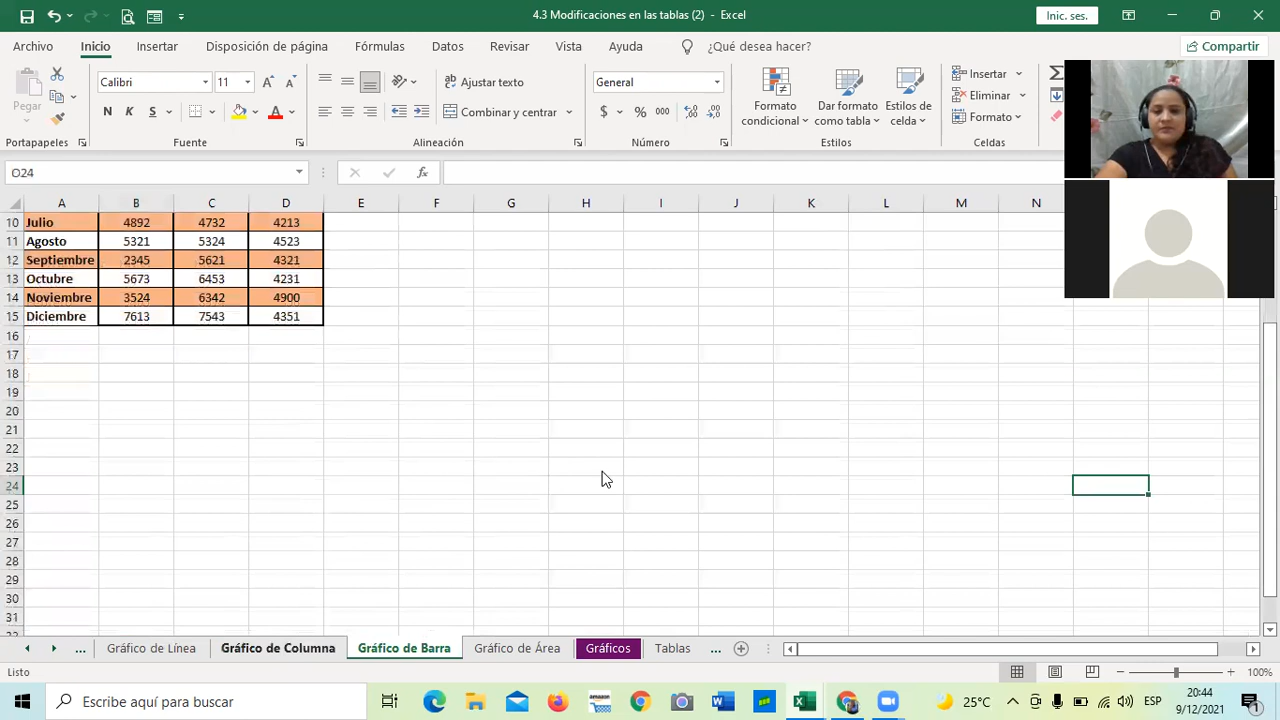 4.3 Modificaciones en las tablas (2) - Excel
Inic. ses.
Archivo Inicio Insertar Disposición de página Fórmulas Datos Revisar Vista Ayuda ¿Qué desea hacer? Compartir
Pegar
Calibri 11
N K S
Ajustar texto
Combinar y centrar
General
$ % 000
Formato condicional
Dar formato como tabla
Estilos de celda
Insertar
Eliminar
Formato
Portapapeles Fuente Alineación Número Estilos Celdas
O24 fx
A B C D E F G H I J K L M N
10 Julio 4892 4732 4213
11 Agosto 5321 5324 4523
12 Septiembre 2345 5621 4321
13 Octubre 5673 6453 4231
14 Noviembre 3524 6342 4900
15 Diciembre 7613 7543 4351
16
17
18
19
20
21
22
23
24
25
26
27
28
29
30
31
... Gráfico de Línea Gráfico de Columna Gráfico de Barra Gráfico de Área Gráficos Tablas ...
Listo 100%
Escribe aquí para buscar
25°C ESP 20:44
9/12/2021